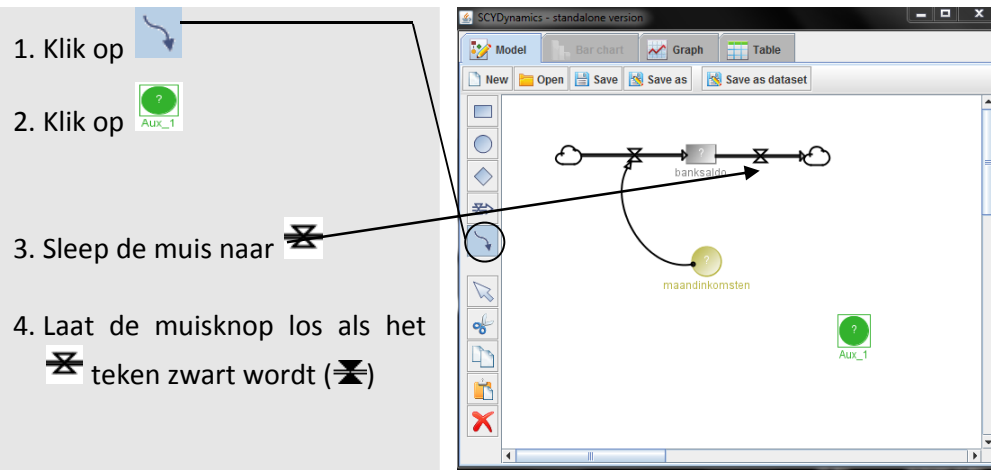 1. Klik op
2. Klik op
?
Aux_1
3. Sleep de muis naar
4. Laat de muisknop los als het
teken zwart wordt ( )
SCYDynamics - standalone version
Model Bar chart Graph Table
New Open Save Save as Save as dataset
?
banksaldo
?
maandinkomsten
?
Aux_1